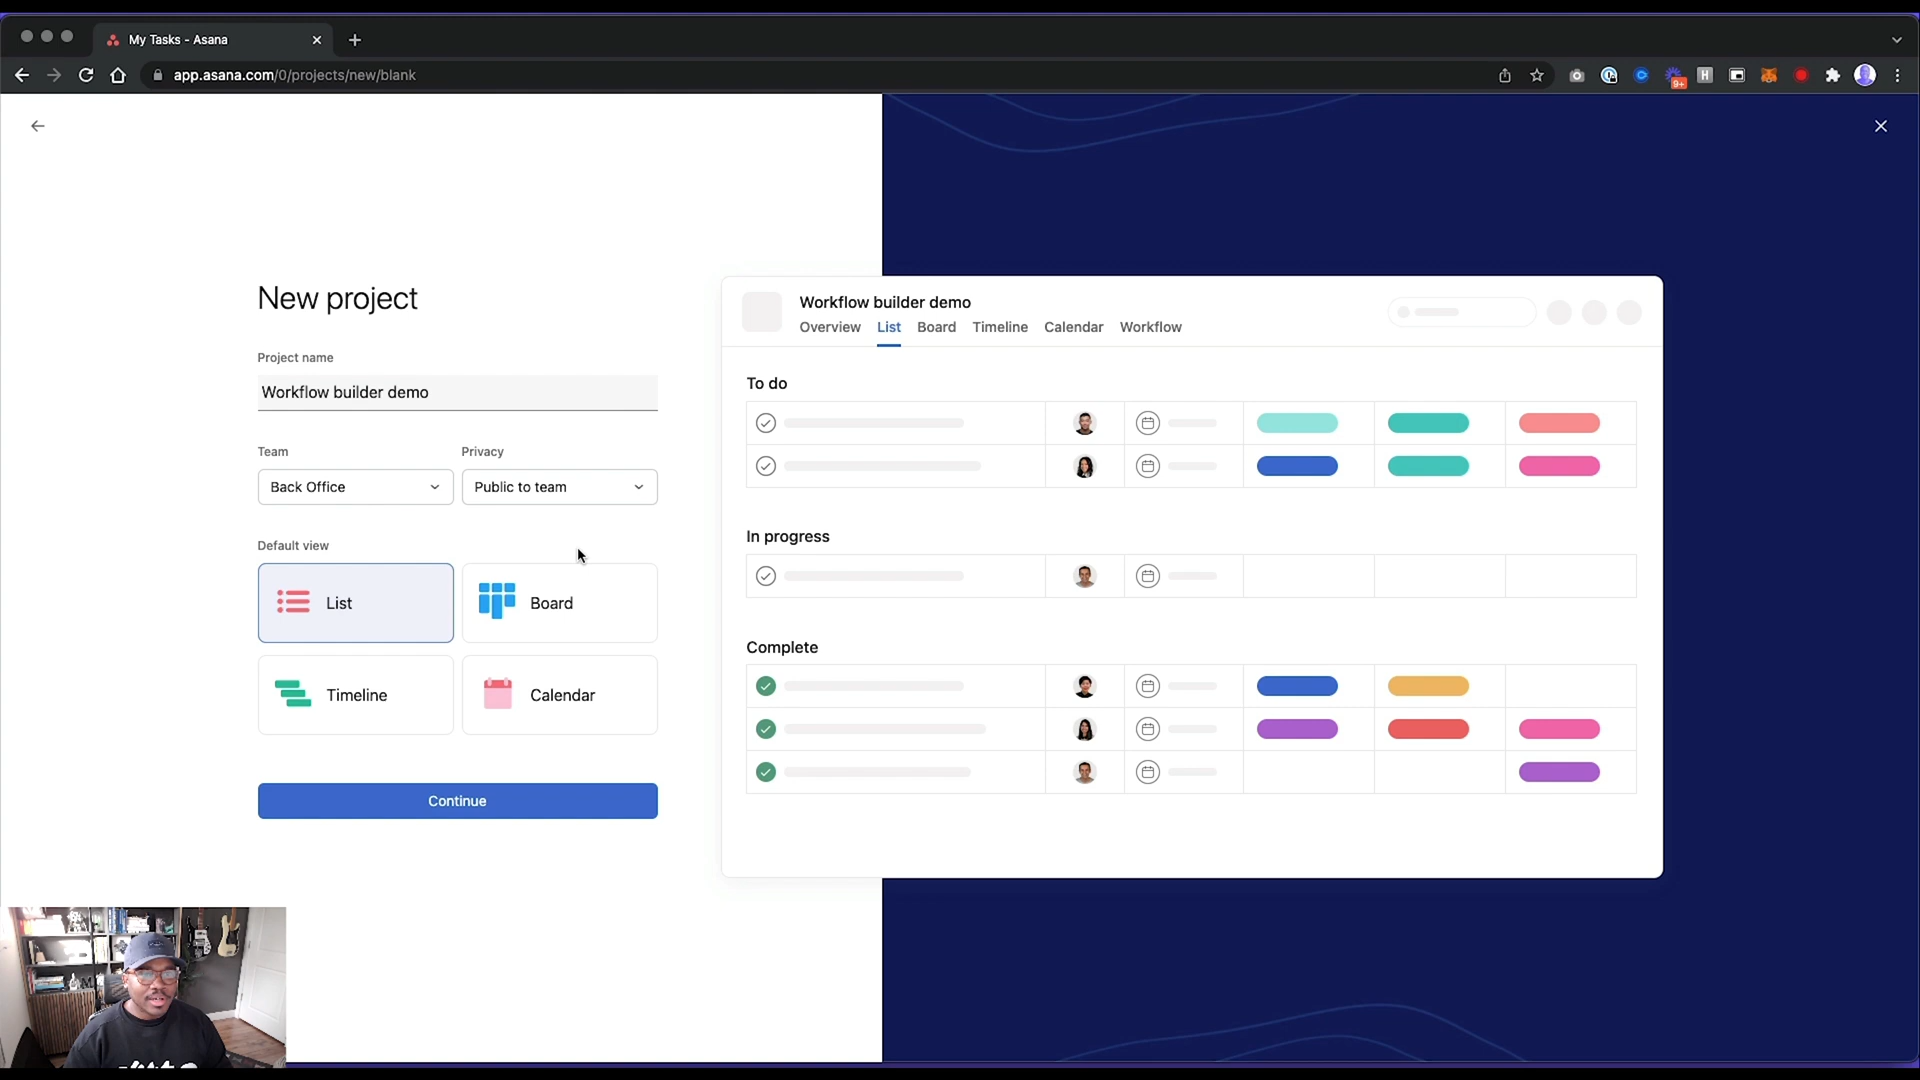 My Tasks - Asana
app.asana.com/0/projects/new/blank
9+
H
New project
Project name
Workflow builder demo
Team
Privacy
Back Office
Public to team
Default view
List
Board
Timeline
Calendar
Continue
Workflow builder demo
Overview List Board Timeline Calendar Workflow
To do
In progress
Complete